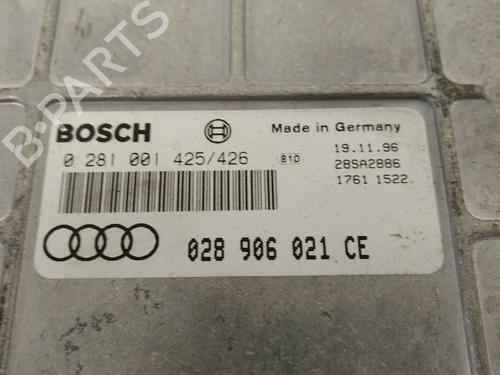 B-PARTS
BOSCH
Made in Germany
0 281 001 425/426
810
19.11.96
28SA2886
1761 1522
028 906 021 CE